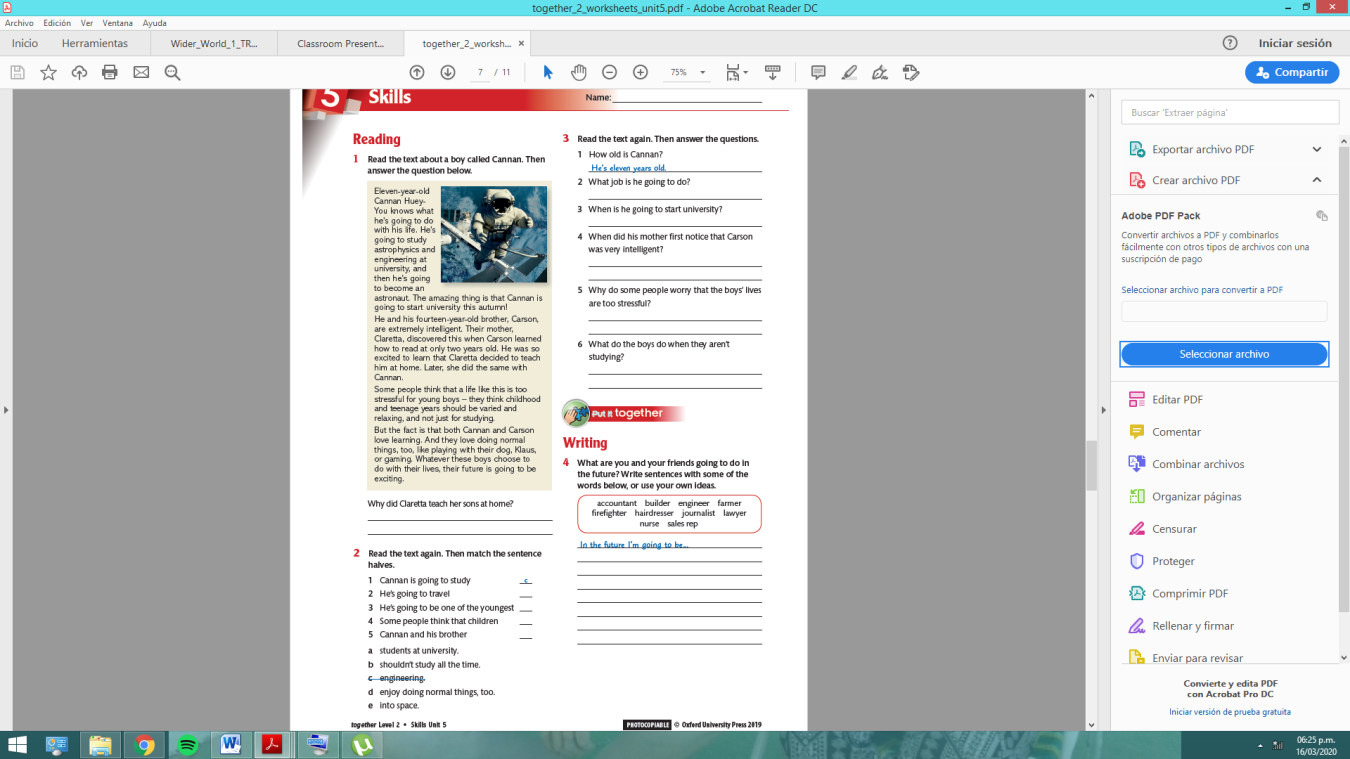 together_2_worksheets_unit5.pdf - Adobe Acrobat Reader DC
Archivo Edición Ver Ventana Ayuda
Inicio Herramientas Wider_World_1_TR... Classroom Present... together_2_worksh... × Iniciar sesión
7 / 11 75% Compartir
5 Skills
Name:
Reading
1 Read the text about a boy called Cannan. Then
answer the question below.
Eleven-year-old
Cannan Huey-
You knows what
he's going to do
with his life. He's
going to study
astrophysics and
engineering at
university, and
then he's going
to become an
astronaut. The amazing thing is that Cannan is
going to start university this autumn!
He and his fourteen-year-old brother, Carson,
are extremely intelligent. Their mother,
Claretta, discovered this when Carson learned
how to read at only two years old. He was so
excited to learn that Claretta decided to teach
him at home. Later, she did the same with
Cannan.
Some people think that a life like this is too
stressful for young boys – they think childhood
and teenage years should be varied and
relaxing, and not just for studying.
But the fact is that both Cannan and Carson
love learning. And they love doing normal
things, too, like playing with their dog, Klaus,
or gaming. Whatever these boys choose to
do with their lives, their future is going to be
exciting.
Why did Claretta teach her sons at home?
2 Read the text again. Then match the sentence
halves.
1 Cannan is going to study c
2 He's going to travel
3 He's going to be one of the youngest
4 Some people think that children
5 Cannan and his brother
a students at university.
b shouldn't study all the time.
c engineering.
d enjoy doing normal things, too.
e into space.
3 Read the text again. Then answer the questions.
1 How old is Cannan?
He's eleven years old.
2 What job is he going to do?
3 When is he going to start university?
4 When did his mother first notice that Carson
was very intelligent?
5 Why do some people worry that the boys' lives
are too stressful?
6 What do the boys do when they aren't
studying?
Put it together
Writing
4 What are you and your friends going to do in
the future? Write sentences with some of the
words below, or use your own ideas.
accountant builder engineer farmer
firefighter hairdresser journalist lawyer
nurse sales rep
In the future I'm going to be...
together Level 2 • Skills Unit 5
PHOTOCOPIABLE © Oxford University Press 2019
Buscar 'Extraer página'
Exportar archivo PDF
Crear archivo PDF
Adobe PDF Pack
Convertir archivos a PDF y combinarlos
fácilmente con otros tipos de archivos con una
suscripción de pago
Seleccionar archivo para convertir a PDF
Seleccionar archivo
Editar PDF
Comentar
Combinar archivos
Organizar páginas
Censurar
Proteger
Comprimir PDF
Rellenar y firmar
Enviar para revisar
Convierte y edita PDF
con Acrobat Pro DC
Iniciar versión de prueba gratuita
06:25 p.m.
16/03/2020